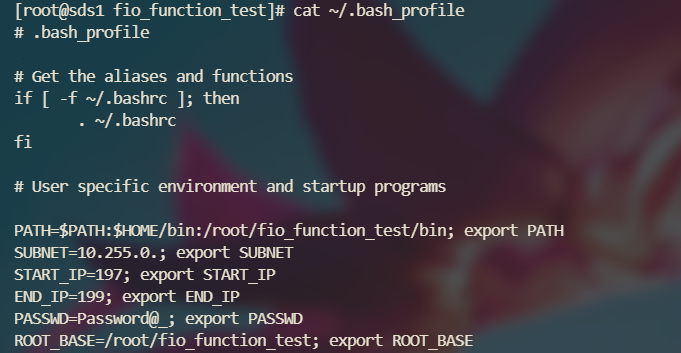 [root@sds1 fio_function_test]# cat ~/.bash_profile
# .bash_profile
# Get the aliases and functions
if [ -f ~/.bashrc ]; then
. ~/.bashrc
fi
# User specific environment and startup programs
PATH=$PATH:$HOME/bin:/root/fio_function_test/bin; export PATH
SUBNET=10.255.0.; export SUBNET
START_IP=197; export START_IP
END_IP=199; export END_IP
PASSWD=Password@_; export PASSWD
ROOT_BASE=/root/fio_function_test; export ROOT_BASE